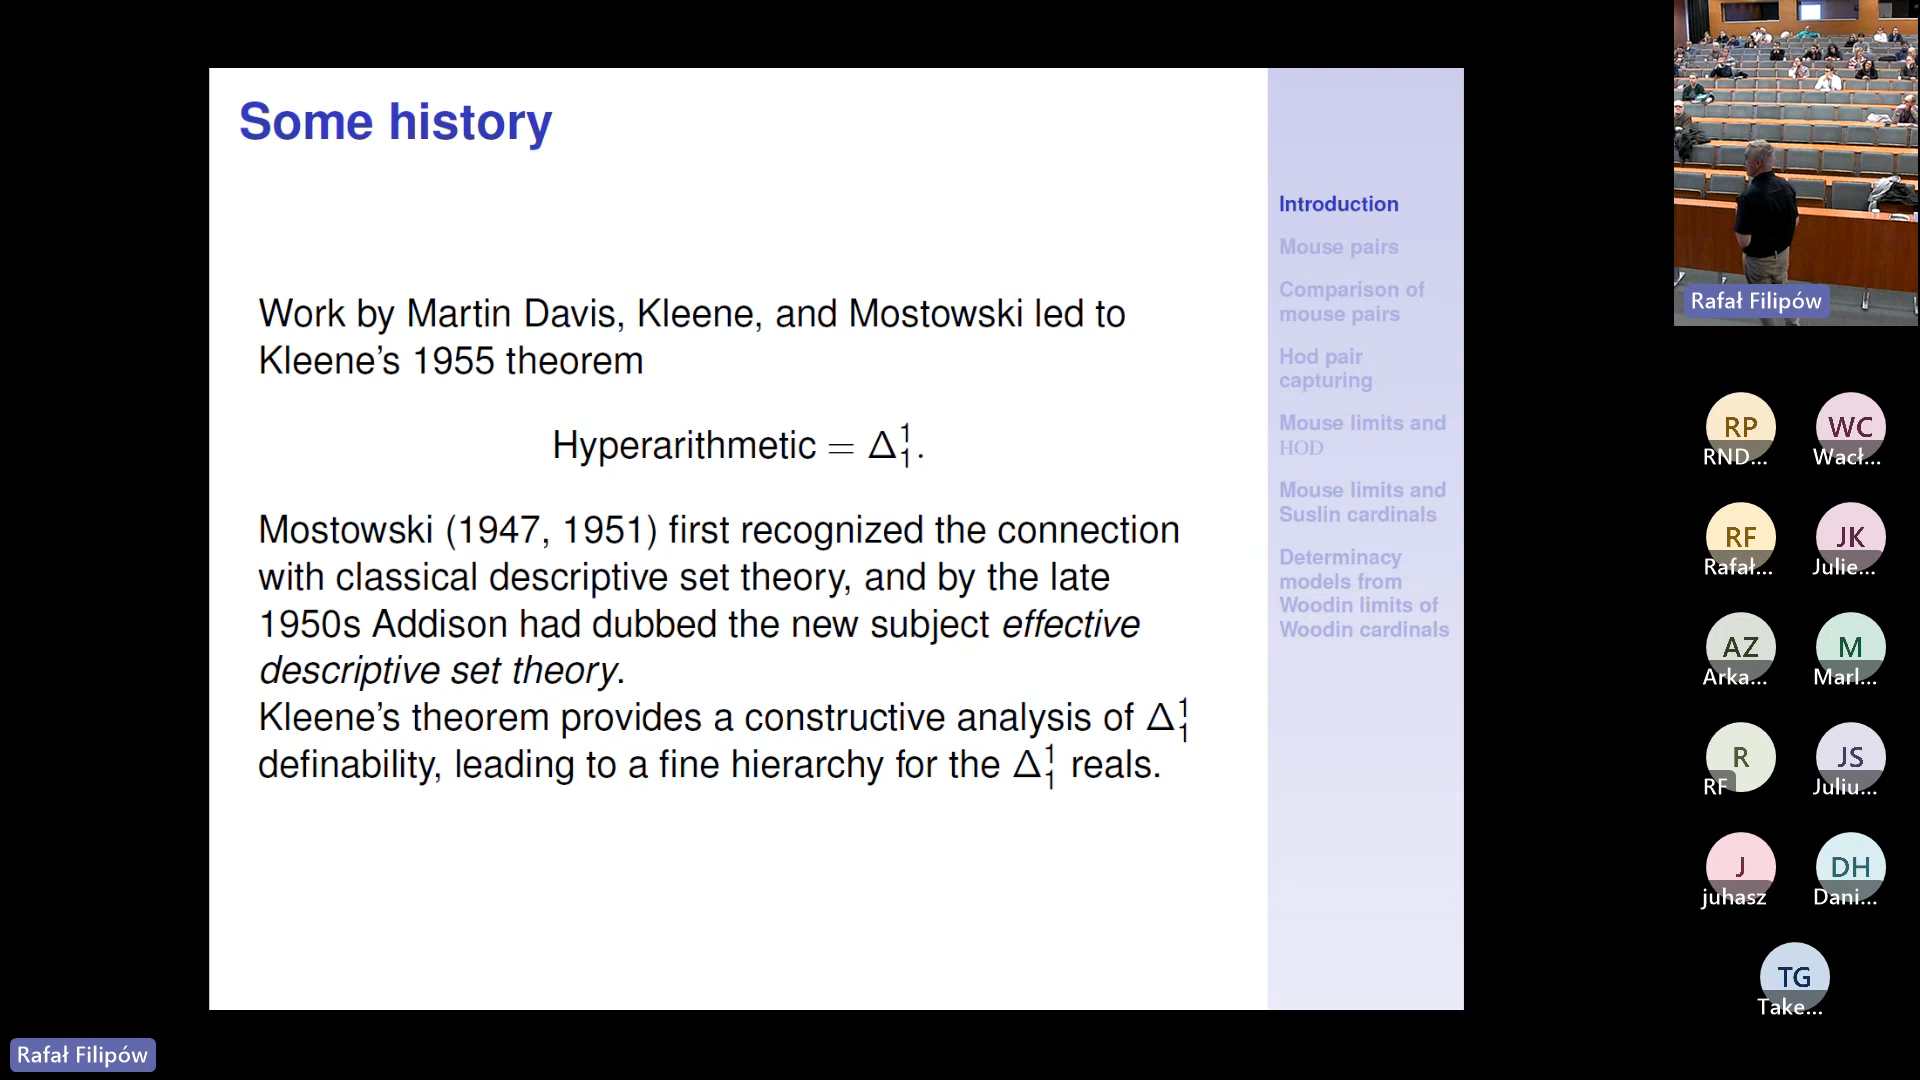 Some history
Work by Martin Davis, Kleene, and Mostowski led to
Kleene's 1955 theorem
Hyperarithmetic = Δ¹₁.
Mostowski (1947, 1951) first recognized the connection
with classical descriptive set theory, and by the late
1950s Addison had dubbed the new subject effective
descriptive set theory.
Kleene's theorem provides a constructive analysis of Δ¹₁
definability, leading to a fine hierarchy for the Δ¹₁ reals.
Introduction
Mouse pairs
Comparison of
mouse pairs
Hod pair
capturing
Mouse limits and
HOD
Mouse limits and
Suslin cardinals
Determinacy
models from
Woodin limits of
Woodin cardinals
Rafał Filipów
RP
RND...
WC
Wacł...
RF
Rafał...
JK
Julie...
AZ
Arka...
M
Marl...
R
RF
JS
Juliu...
J
juhasz
DH
Dani...
TG
Take...
Rafał Filipów